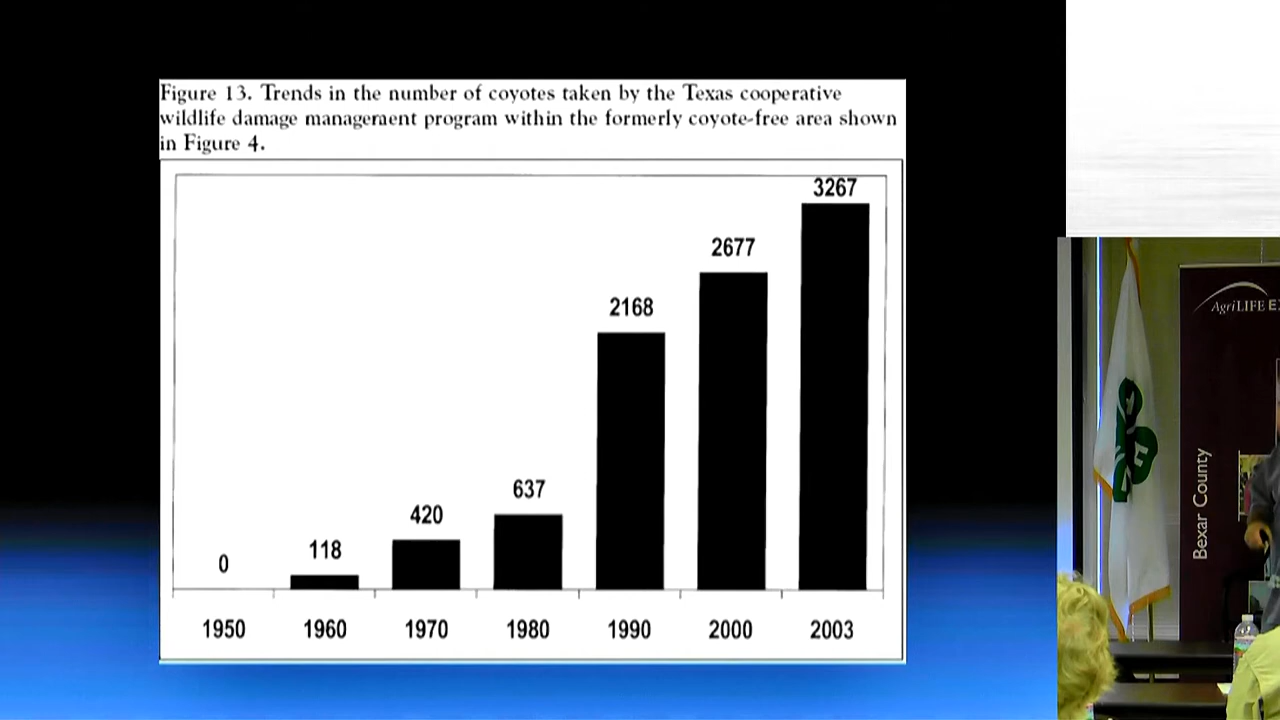 Figure 13. Trends in the number of coyotes taken by the Texas cooperative
wildlife damage management program within the formerly coyote-free area shown
in Figure 4.
3267
2677
2168
637
420
118
0
1950 1960 1970 1980 1990 2000 2003
AgriLIFE
Bexar County